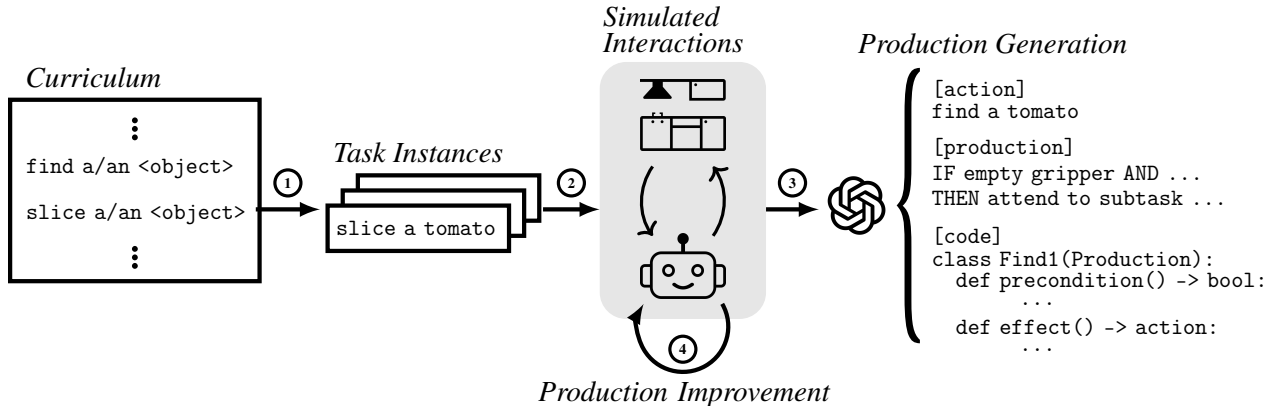 Curriculum
⋮
find a/an <object>
slice a/an <object>
⋮
1
Task Instances
slice a tomato
2
Simulated
Interactions
4
Production Improvement
3
Production Generation
[action]
find a tomato
[production]
IF empty gripper AND ...
THEN attend to subtask ...
[code]
class Find1(Production):
def precondition() -> bool:
...
def effect() -> action:
...